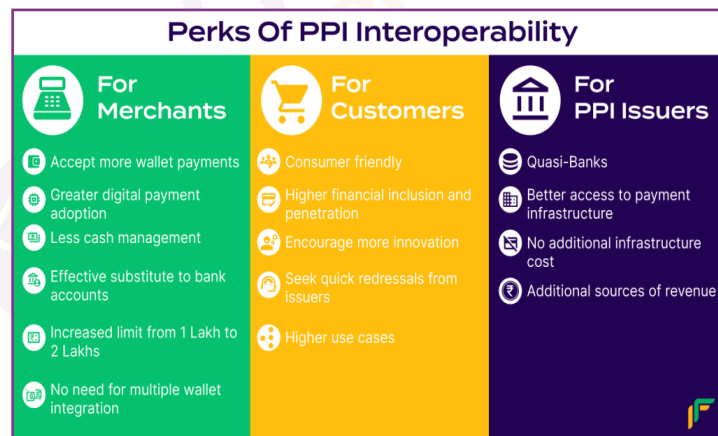 Perks Of PPI Interoperability
For
Merchants
Accept more wallet payments
Greater digital payment
adoption
Less cash management
Effective substitute to bank
accounts
Increased limit from 1 Lakh to
2 Lakhs
No need for multiple wallet
integration
For
Customers
Consumer friendly
Higher financial inclusion and
penetration
Encourage more innovation
Seek quick redressals from
issuers
Higher use cases
For
PPI Issuers
Quasi-Banks
Better access to payment
infrastructure
No additional infrastructure
cost
₹
Additional sources of revenue